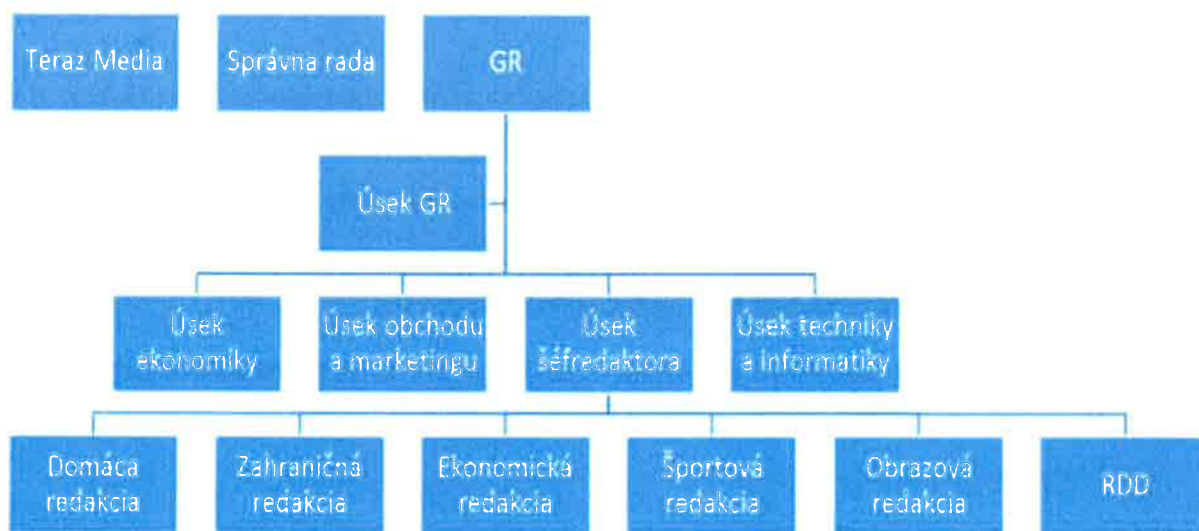 Teraz Media
Správna rada
GR
Úsek GR
Úsek
ekonomiky
Úsek obchodu
a marketingu
Úsek
šéfredaktora
Úsek techniky
a informatiky
Domáca
redakcia
Zahraničná
redakcia
Ekonomická
redakcia
Športová
redakcia
Obrazová
redakcia
RDD